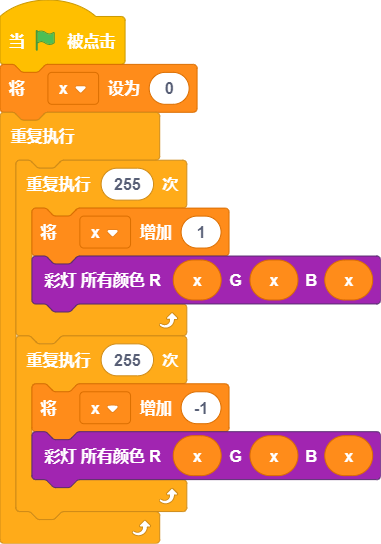 当 被点击
将 x 设为 0
重复执行
重复执行 255 次
将 x 增加 1
彩灯 所有颜色 R x G x B x
重复执行 255 次
将 x 增加 -1
彩灯 所有颜色 R x G x B x